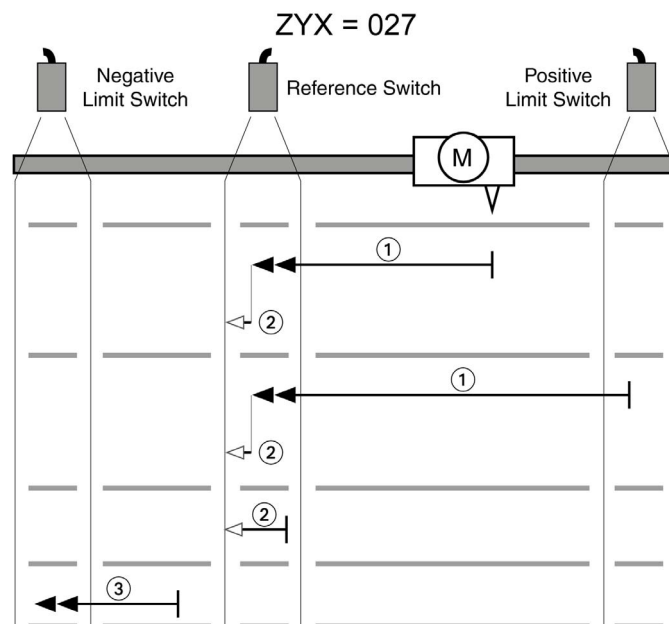 ZYX = 027
Negative
Limit Switch
Reference Switch
Positive
Limit Switch
M
1
2
1
2
2
3